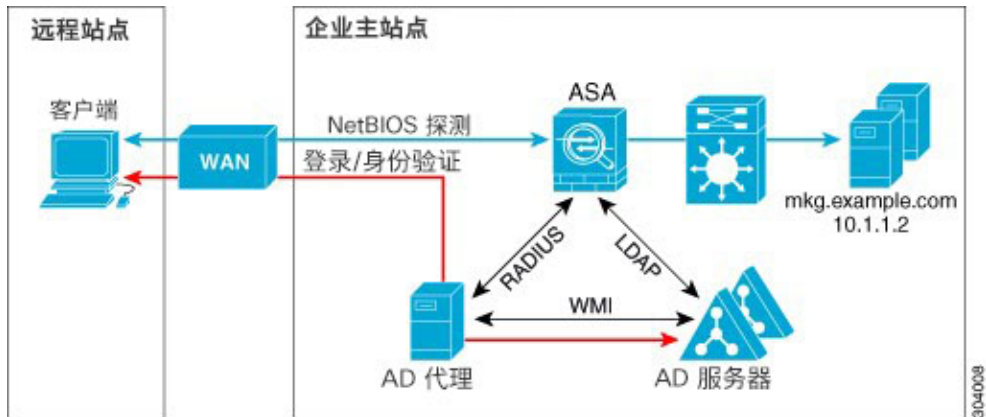 远程站点
企业主站点
客户端
WAN
NetBIOS 探测
登录/身份验证
ASA
mkg.example.com
10.1.1.2
RADIUS
LDAP
WMI
AD 代理
AD 服务器
304008